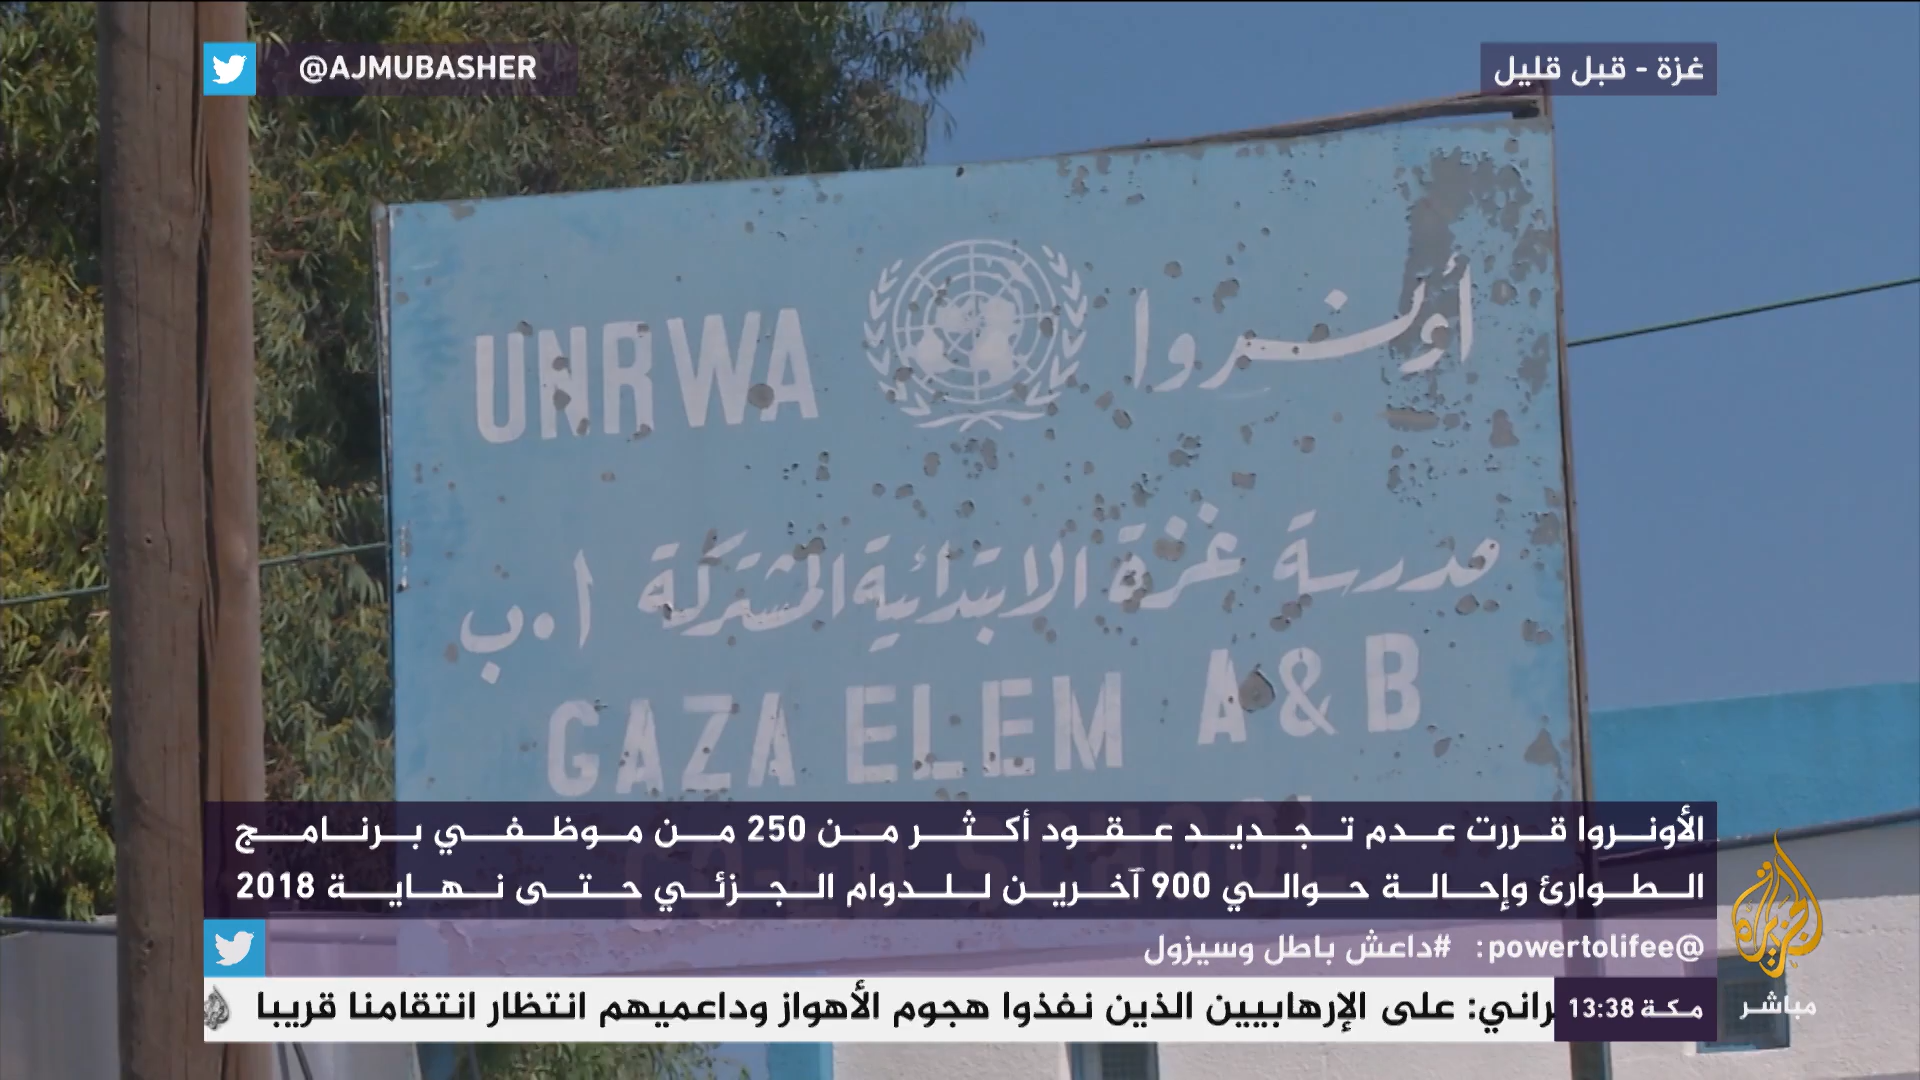 @AJMUBASHER
غزة - قبل قليل
UNRWA
أونروا
مدرسة غزة الابتدائية المشتركة ا.ب
GAZA ELEM A & B
الأونروا قررت عدم تجديد عقود أكثر من 250 من موظفي برنامج
الطوارئ وإحالة حوالي 900 آخرين للدوام الجزئي حتى نهاية 2018
@powertolifee: #داعش باطل وسيزول
راني: على الإرهابيين الذين نفذوا هجوم الأهواز وداعميهم انتظار انتقامنا قريبا
مكة 13:38
الجزيرة
مباشر